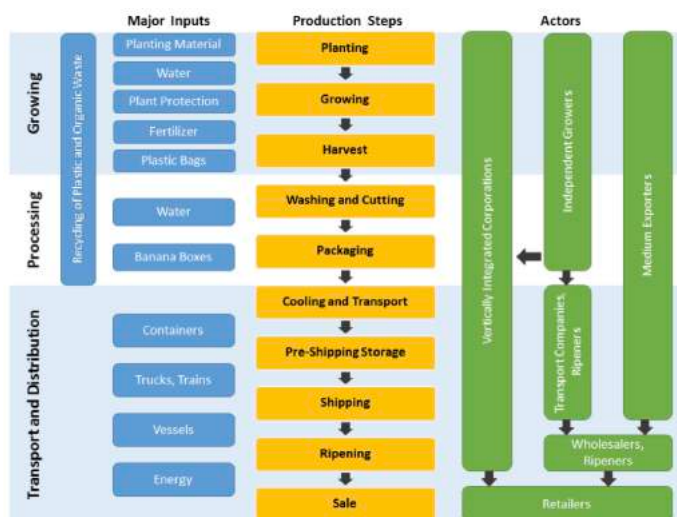 Major Inputs
Production Steps
Actors
Growing
Processing
Transport and Distribution
Recycling of Plastic and Organic Waste
Planting Material
Water
Plant Protection
Fertilizer
Plastic Bags
Water
Banana Boxes
Containers
Trucks, Trains
Vessels
Energy
Planting
Growing
Harvest
Washing and Cutting
Packaging
Cooling and Transport
Pre-Shipping Storage
Shipping
Ripening
Sale
Vertically Integrated Corporations
Independent Growers
Medium Exporters
Transport Companies,
Ripeners
Wholesalers,
Ripeners
Retailers